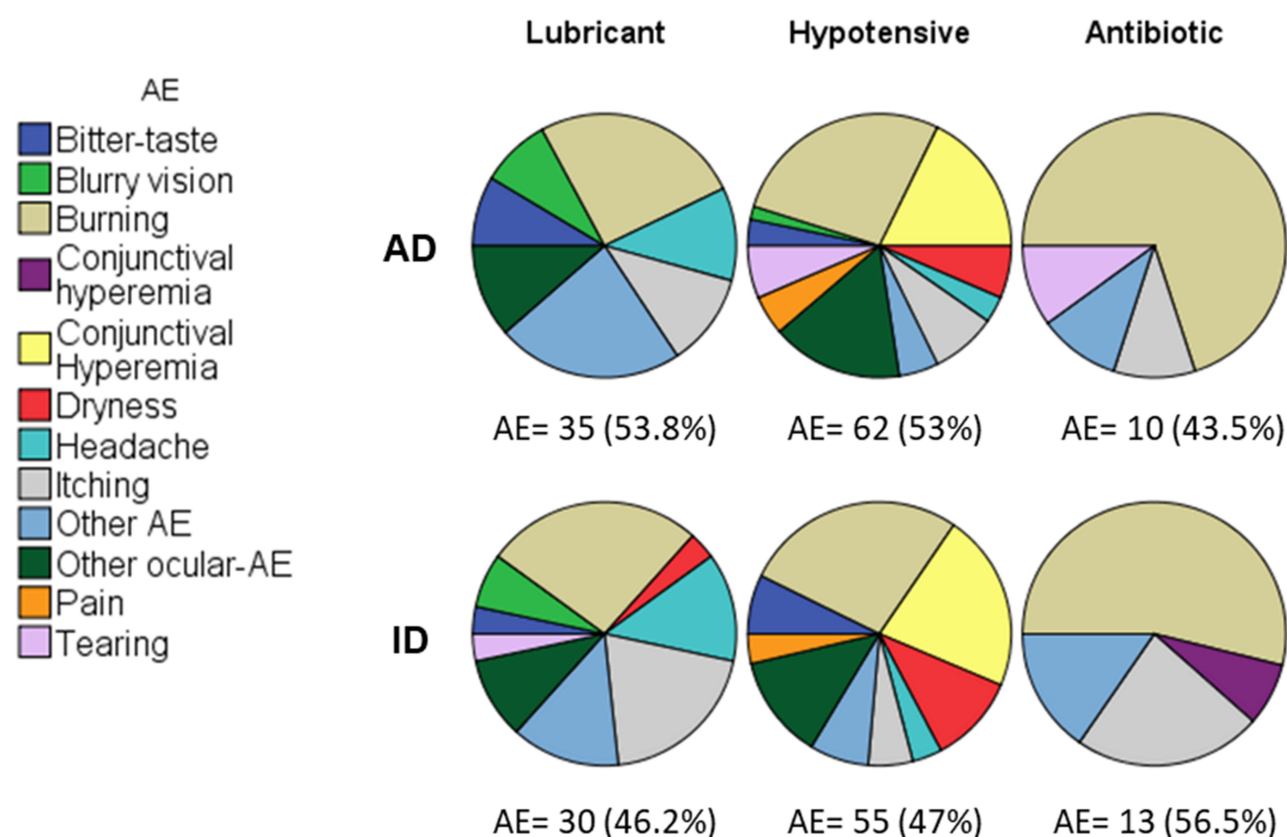 Lubricant Hypotensive Antibiotic
AE
Bitter-taste
Blurry vision
Burning
Conjunctival
hyperemia
Conjunctival
Hyperemia
Dryness
Headache
Itching
Other AE
Other ocular-AE
Pain
Tearing
AD
AE= 35 (53.8%) AE= 62 (53%) AE= 10 (43.5%)
ID
AE= 30 (46.2%) AE= 55 (47%) AE= 13 (56.5%)